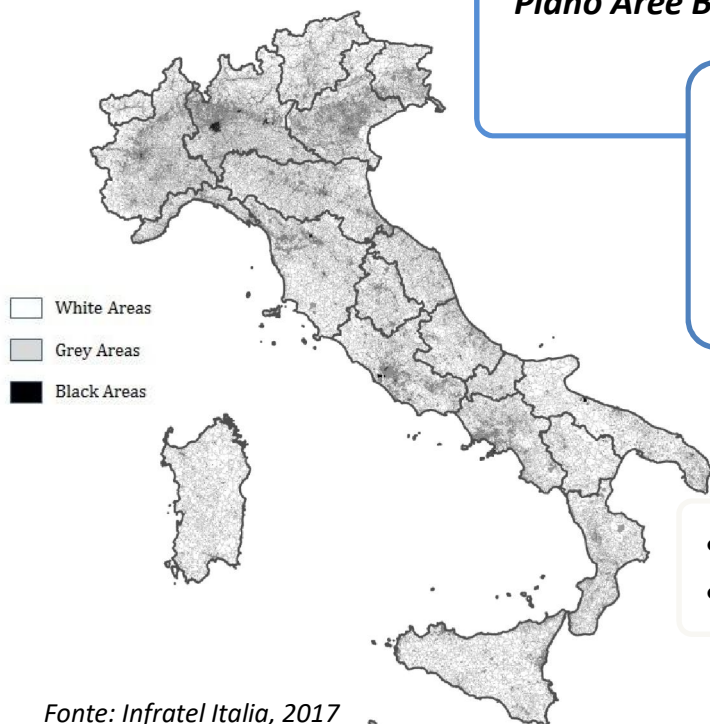 Piano Aree B
White Areas
Grey Areas
Black Areas
•
•
Fonte: Infratel Italia, 2017